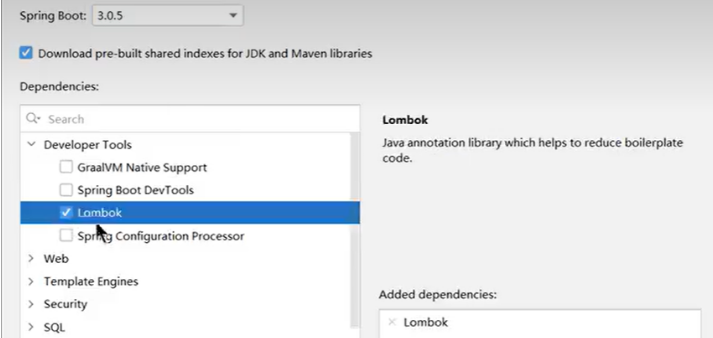 Spring Boot: 3.0.5
Download pre-built shared indexes for JDK and Maven libraries
Dependencies:
Search
Developer Tools
GraalVM Native Support
Spring Boot DevTools
Lombok
Spring Configuration Processor
Web
Template Engines
Security
SQL
Lombok
Java annotation library which helps to reduce boilerplate
code.
Added dependencies:
Lombok